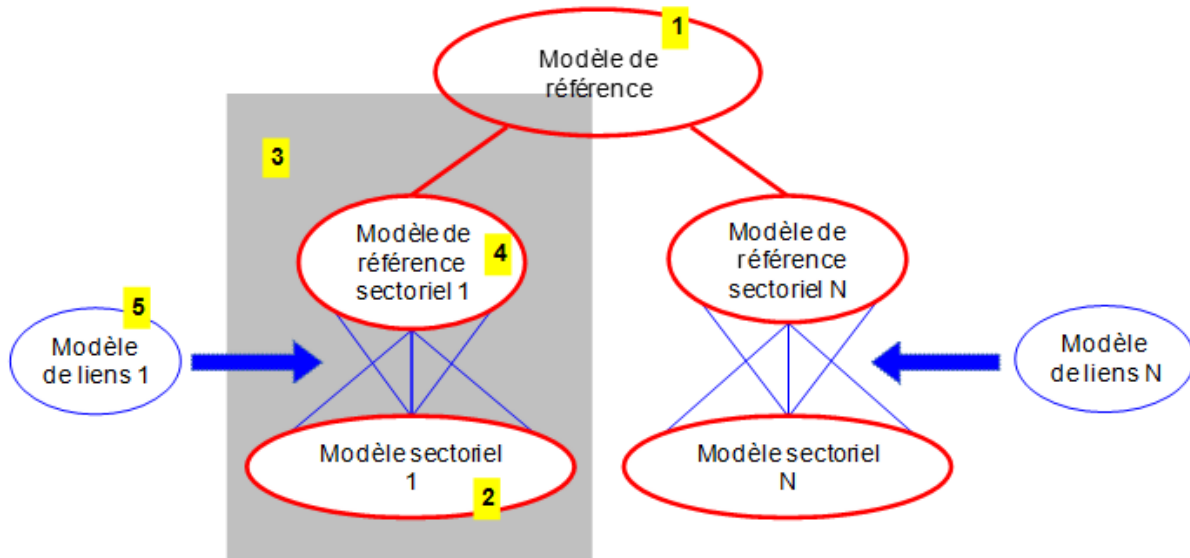 1
Modèle de
référence
3
Modèle de
référence
sectoriel 1
4
Modèle de
référence
sectoriel N
5
Modèle
de liens 1
Modèle
de liens N
Modèle sectoriel
1
2
Modèle sectoriel
N